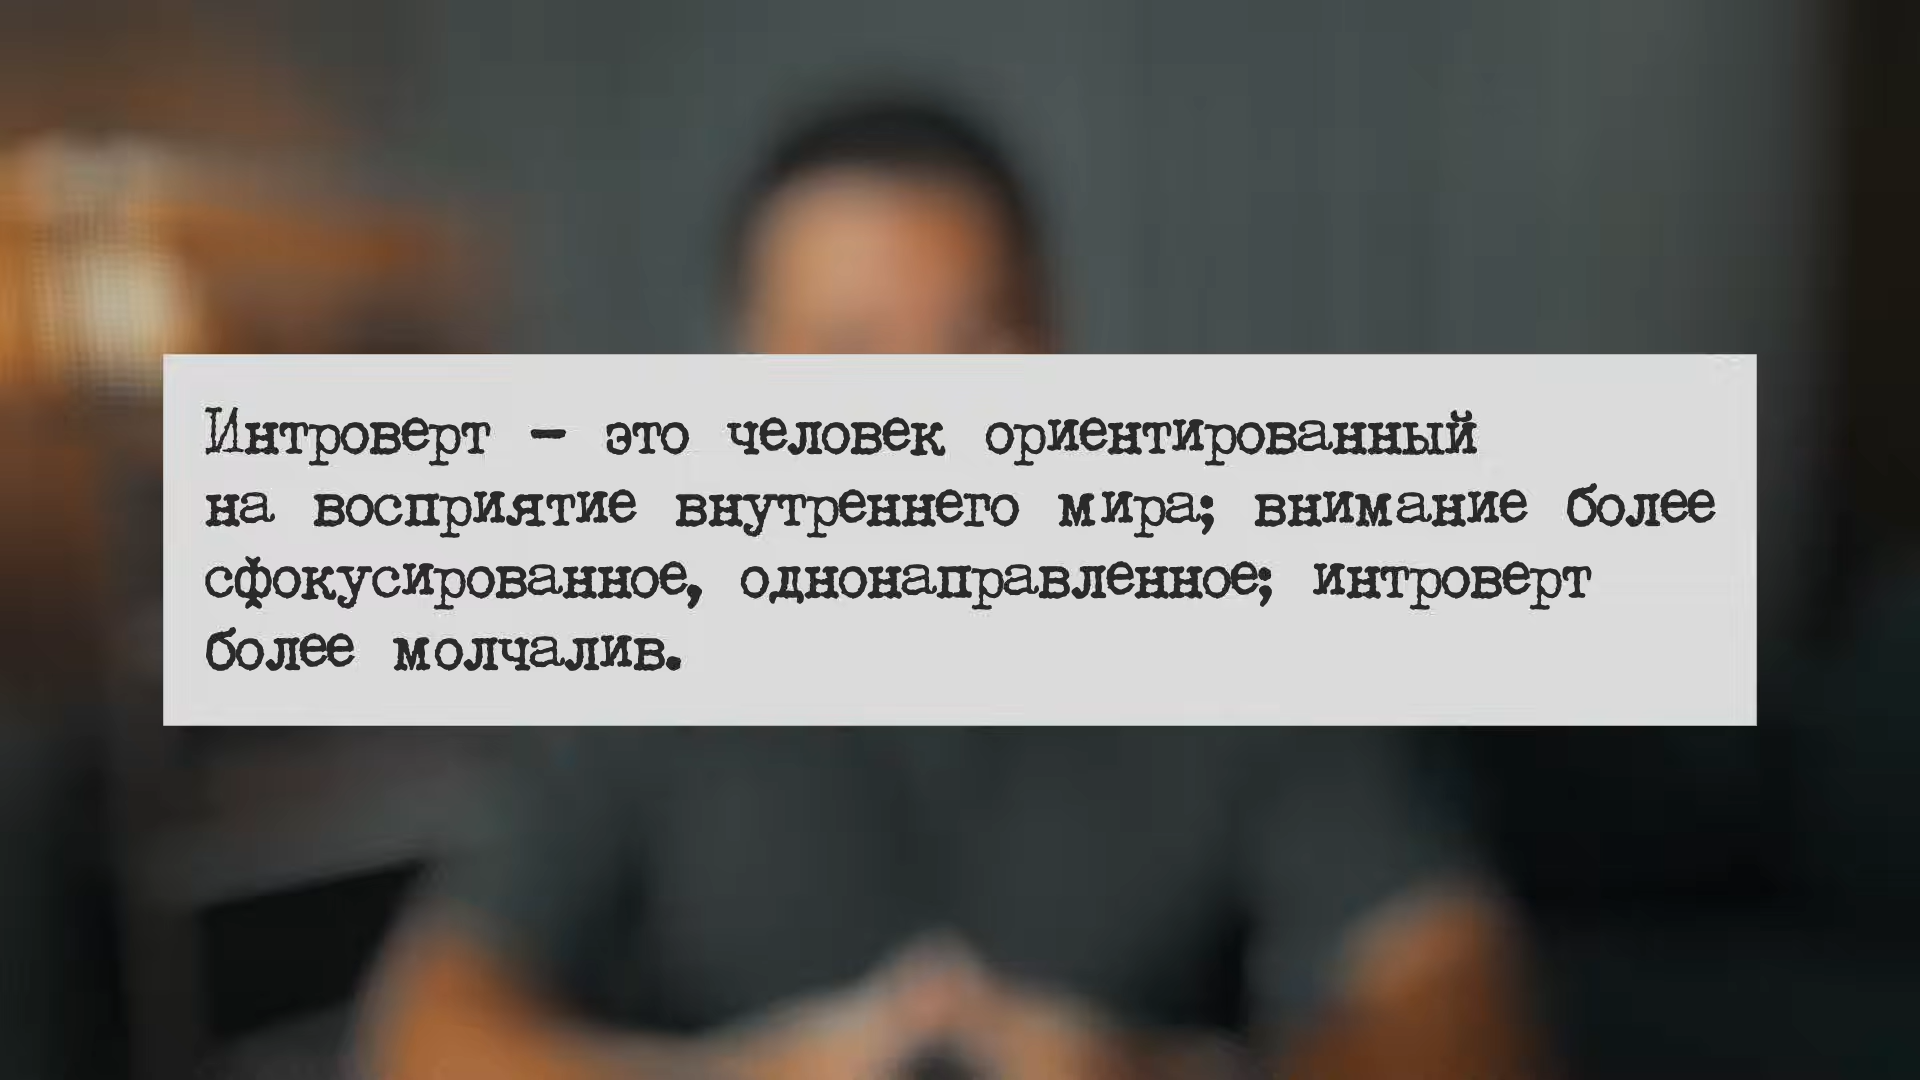 Интроверт – это человек ориентированный
на восприятие внутреннего мира; внимание более
сфокусированное, однонаправленное; интроверт
более молчалив.